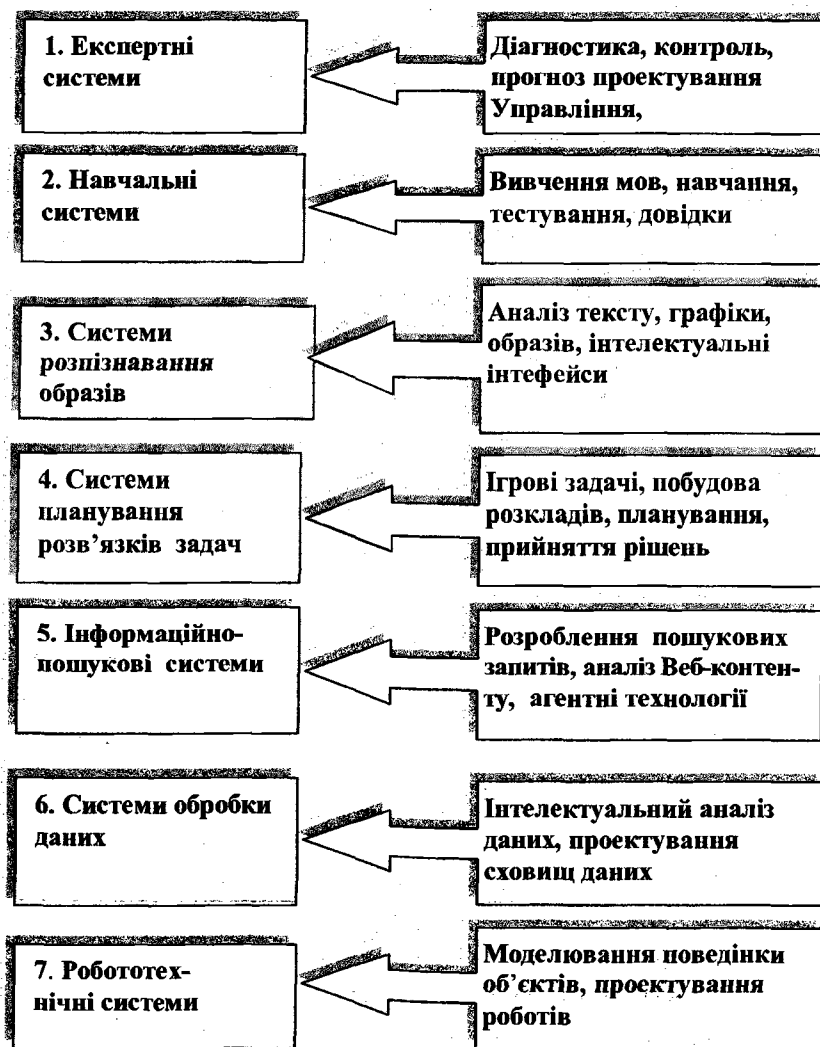 1. Експертні
системи
Діагностика, контроль,
прогноз проектування
Управління,
2. Навчальні
системи
Вивчення мов, навчання,
тестування, довідки
3. Системи
розпізнавання
образів
Аналіз тексту, графіки,
образів, інтелектуальні
інтефейси
4. Системи
планування
розв’язків задач
Ігрові задачі, побудова
розкладів, планування,
прийняття рішень
5. Інформаційно-
пошукові системи
Розроблення пошукових
запитів, аналіз Веб-контен-
ту, агентні технології
6. Системи обробки
даних
Інтелектуальний аналіз
даних, проектування
сховищ даних
7. Робототех-
нічні системи
Моделювання поведінки
об’єктів, проектування
роботів